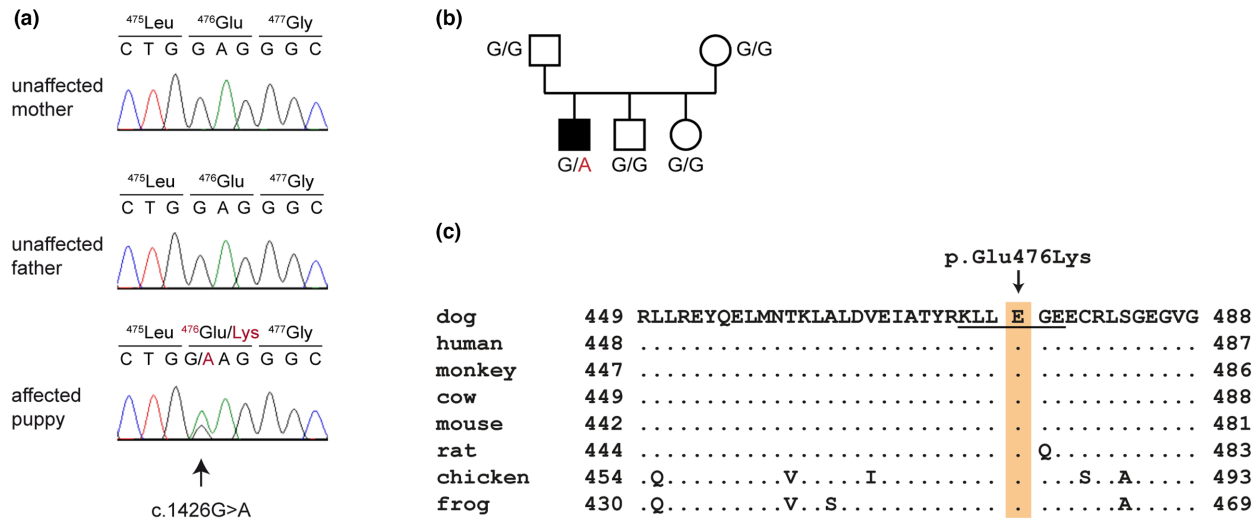 (a)
475Leu 476Glu 477Gly
C T G G A G G G C
unaffected
mother
475Leu 476Glu 477Gly
C T G G A G G G C
unaffected
father
475Leu 476Glu/Lys 477Gly
C T G G/A A G G G C
affected
puppy
c.1426G>A
(b)
G/G G/G
G/A G/G G/G
(c)
p.Glu476Lys
dog 449 RLLREYQELMNTKLALDVEIATYRKLL E GEECRLSGEGVG 488
human 448 ........................... . ............ 487
monkey 447 ........................... . ............ 486
cow 449 ........................... . ............ 488
mouse 442 ........................... . ............ 481
rat 444 ........................... . Q........... 483
chicken 454 .Q.........V.....I......... . ...S..A..... 493
frog 430 .Q.........V..S............ . ......A..... 469